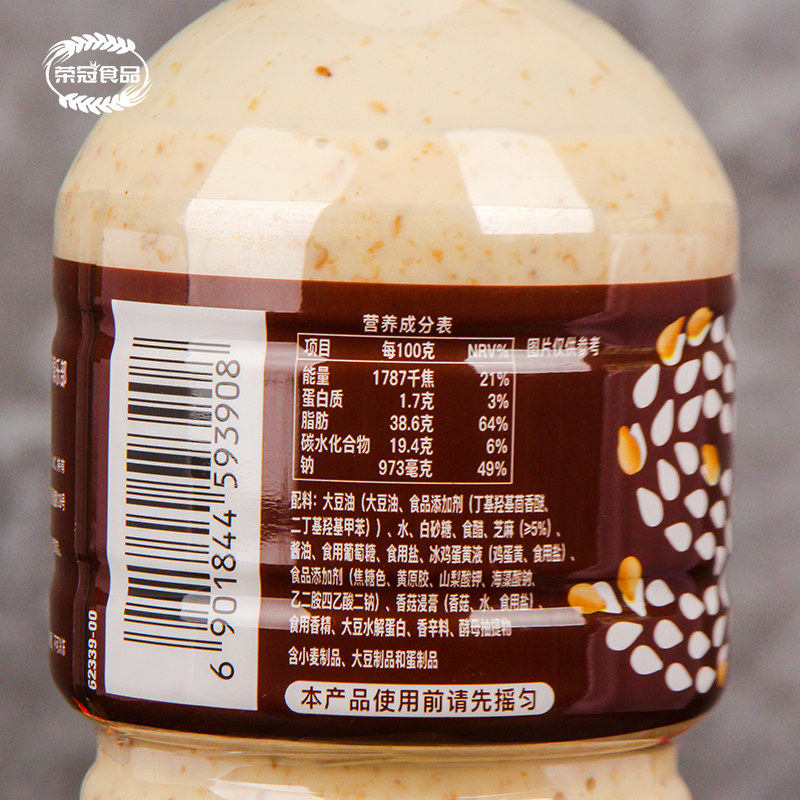 荣冠食品
营养成分表
项目 每100克 NRV%
图片仅供参考
能量 1787千焦 21%
蛋白质 1.7克 3%
脂肪 38.6克 64%
碳水化合物 19.4克 6%
钠 973毫克 49%
配料：大豆油（大豆油、食品添加剂（丁基羟基茴香醚、
二丁基羟基甲苯））、水、白砂糖、食醋、芝麻（≥5%）、
酱油、食用葡萄糖、食用盐、冰鸡蛋黄液（鸡蛋黄、食用盐）、
食品添加剂（焦糖色、黄原胶、山梨酸钾、海藻酸钠、
乙二胺四乙酸二钠）、香菇浸膏（香菇、水、食用盐）、
食用香精、大豆水解蛋白、香辛料、酵母抽提物
含小麦制品、大豆制品和蛋制品
本产品使用前请先摇匀
6 901844 593908
62339-00